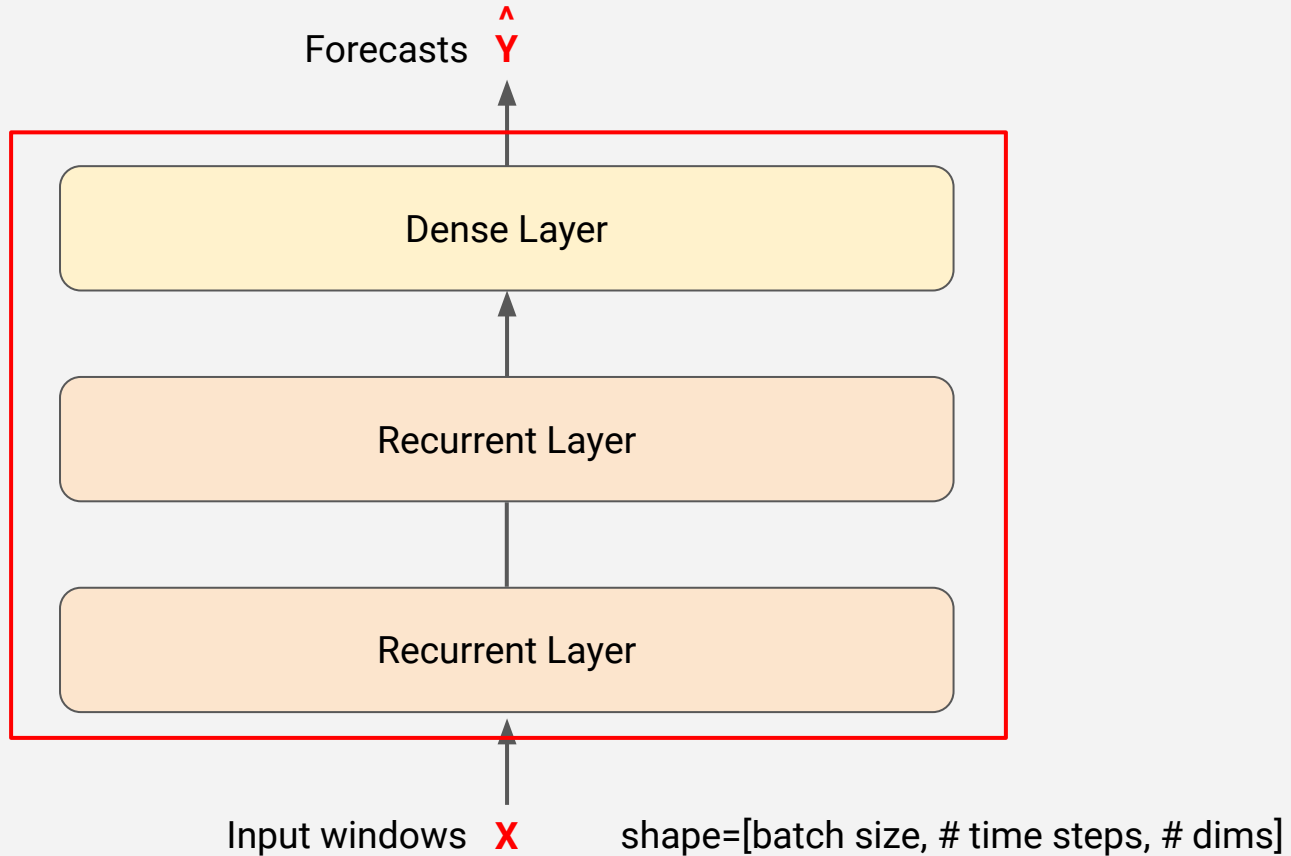 ^
Forecasts Y
Dense Layer
Recurrent Layer
Recurrent Layer
Input windows X shape=[batch size, # time steps, # dims]